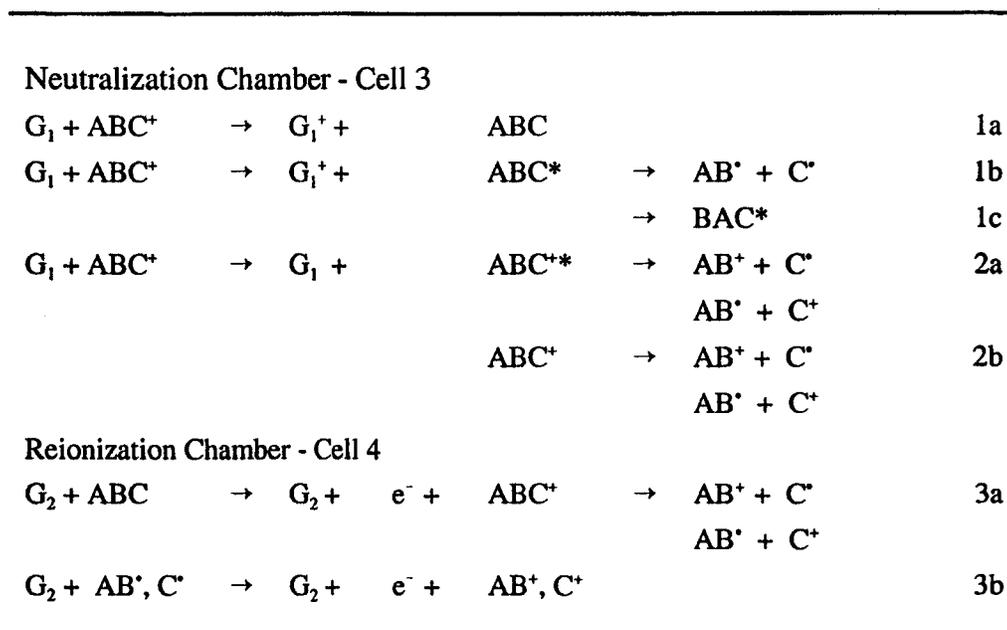 Neutralization Chamber - Cell 3
G₁ + ABC⁺ → G₁⁺ + ABC 1a
G₁ + ABC⁺ → G₁⁺ + ABC* → AB• + C• 1b
→ BAC* 1c
G₁ + ABC⁺ → G₁ + ABC⁺* → AB⁺ + C• 2a
AB• + C⁺
ABC⁺ → AB⁺ + C• 2b
AB• + C⁺
Reionization Chamber - Cell 4
G₂ + ABC → G₂ + e⁻ + ABC⁺ → AB⁺ + C• 3a
AB• + C⁺
G₂ + AB•, C• → G₂ + e⁻ + AB⁺, C⁺ 3b